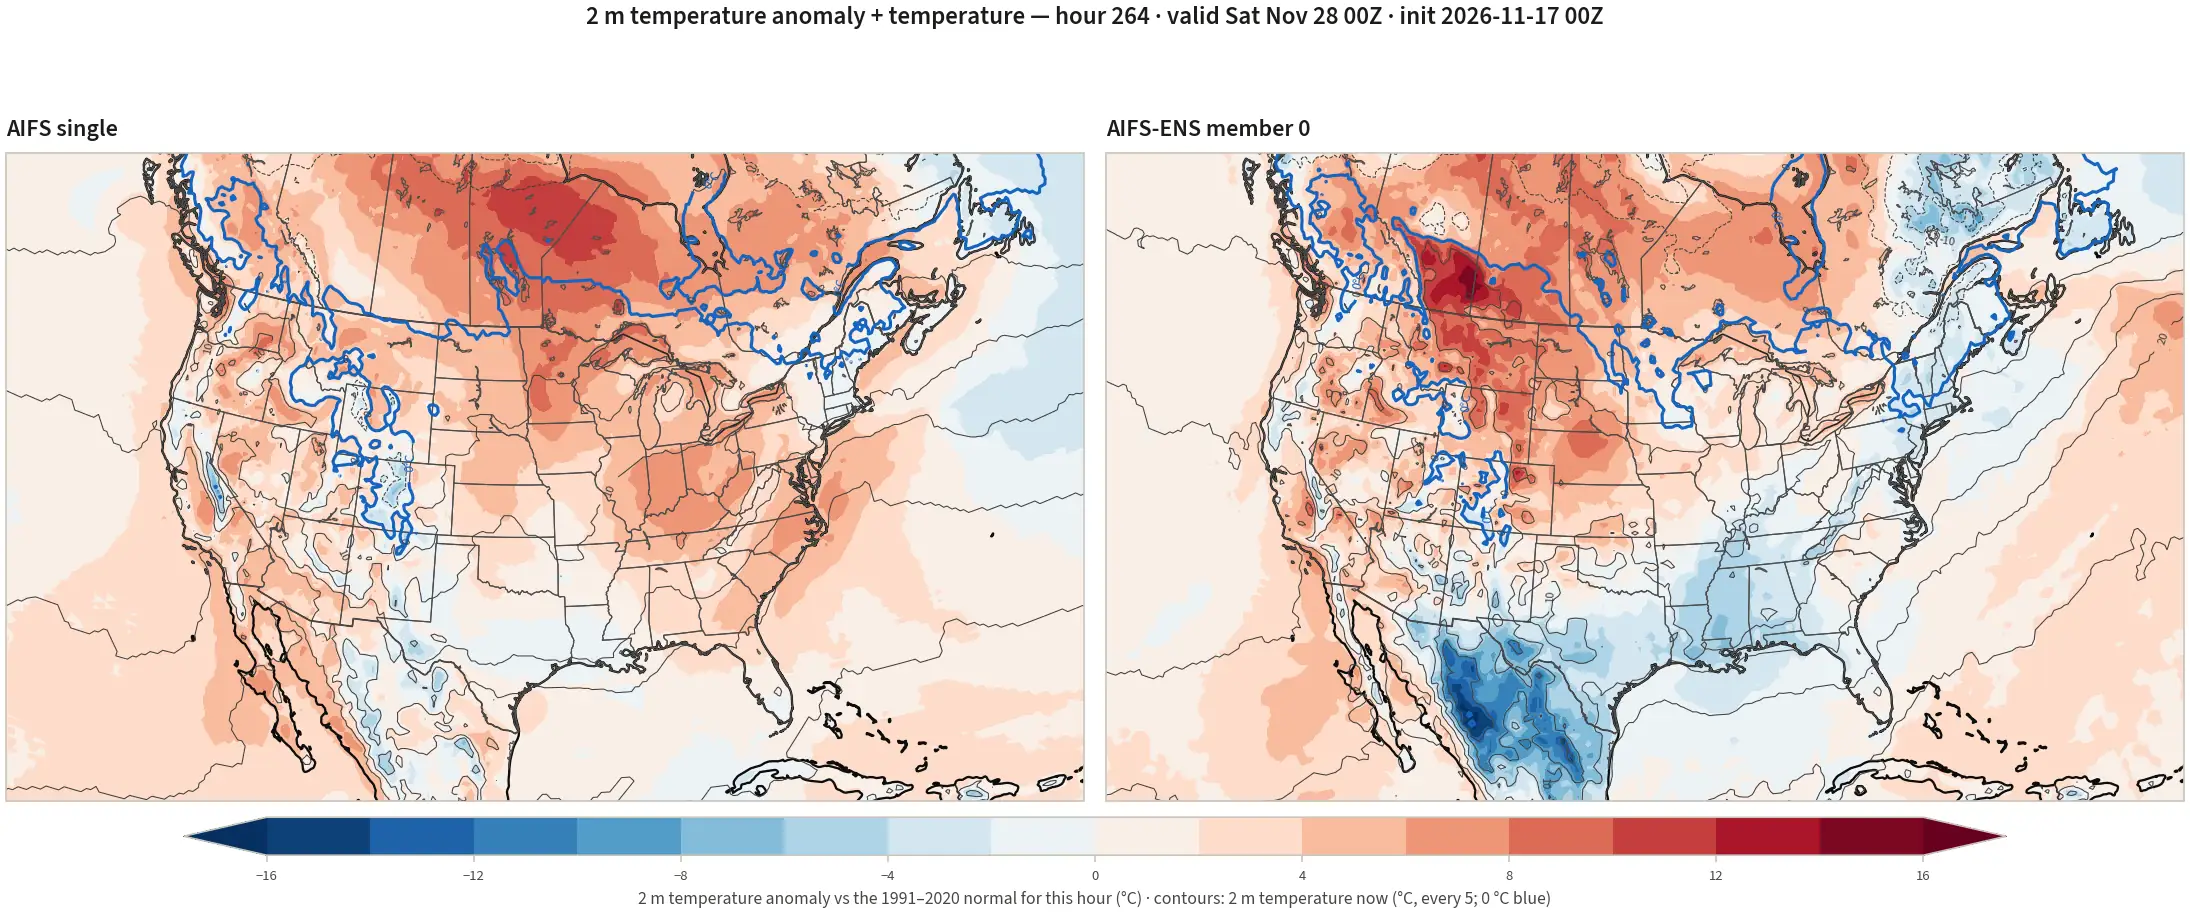 2 m temperature anomaly + temperature — hour 264 · valid Sat Nov 28 00Z · init 2026-11-17 00Z
AIFS single
AIFS-ENS member 0
−16 −12 −8 −4 0 4 8 12 16
2 m temperature anomaly vs the 1991–2020 normal for this hour (°C) · contours: 2 m temperature now (°C, every 5; 0 °C blue)